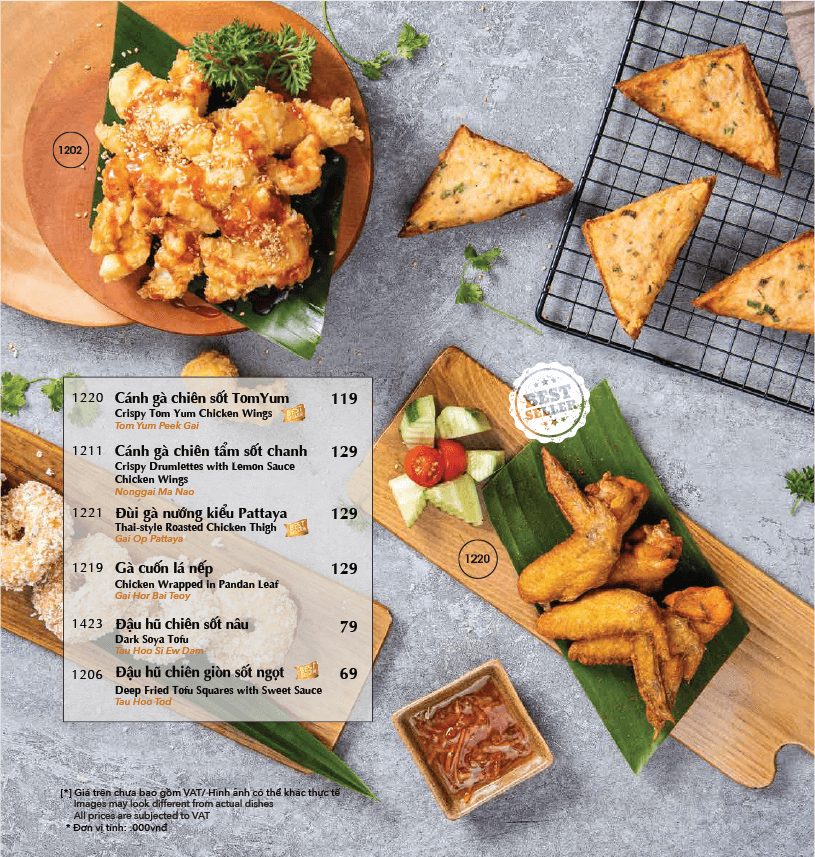 1202
BEST
SELLER
1220 Cánh gà chiên sốt TomYum 119
Crispy Tom Yum Chicken Wings
Tom Yum Peek Gai
1211 Cánh gà chiên tẩm sốt chanh 129
Crispy Drumlettes with Lemon Sauce
Chicken Wings
Nonggai Ma Nao
1221 Đùi gà nướng kiểu Pattaya 129
Thai-style Roasted Chicken Thigh
Gai Op Pattaya
1219 Gà cuốn lá nếp 129
Chicken Wrapped in Pandan Leaf
Gai Hor Bai Teoy
1423 Đậu hũ chiên sốt nâu 79
Dark Soya Tofu
Tau Hoo Si Ew Dam
1206 Đậu hũ chiên giòn sốt ngọt 69
Deep Fried Tofu Squares with Sweet Sauce
Tau Hoo Tod
1220
[*] Giá trên chưa bao gồm VAT/ Hình ảnh có thể khác thực tế
Images may look different from actual dishes
All prices are subjected to VAT
* Đơn vị tính: .000vnđ